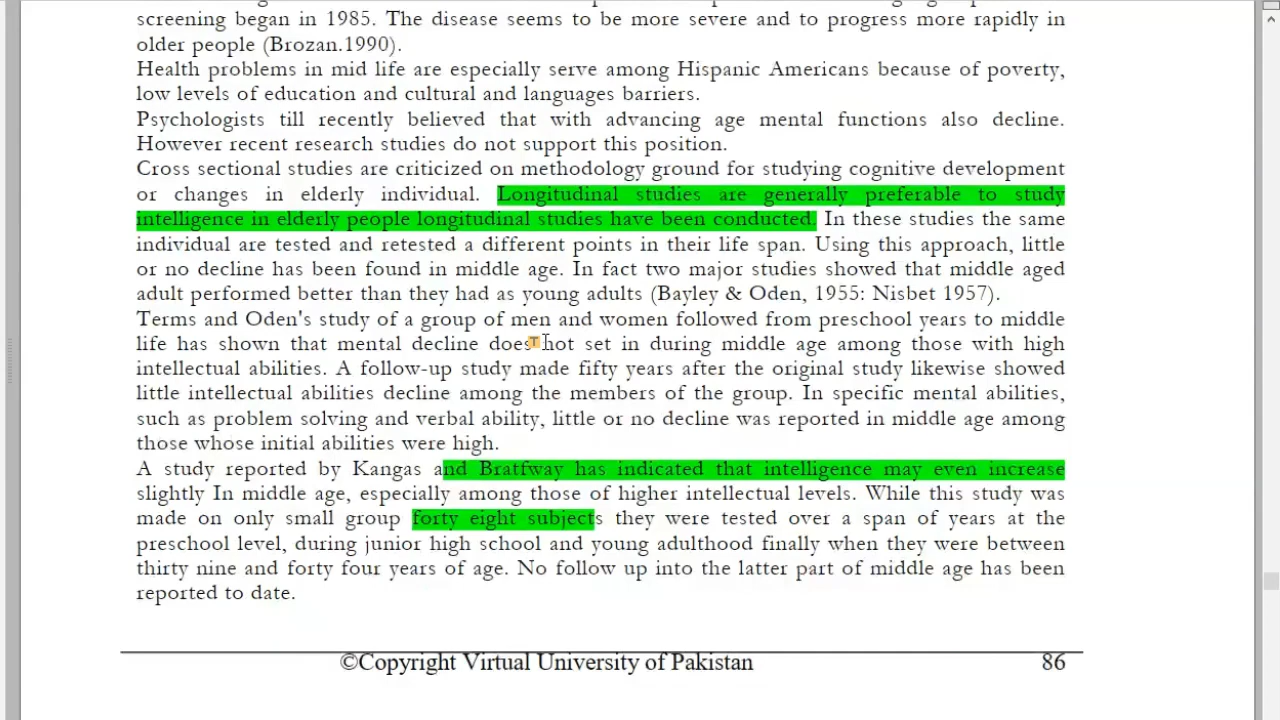 screening began in 1985. The disease seems to be more severe and to progress more rapidly in
older people (Brozan.1990).
Health problems in mid life are especially serve among Hispanic Americans because of poverty,
low levels of education and cultural and languages barriers.
Psychologists till recently believed that with advancing age mental functions also decline.
However recent research studies do not support this position.
Cross sectional studies are criticized on methodology ground for studying cognitive development
or changes in elderly individual. Longitudinal studies are generally preferable to study
intelligence in elderly people longitudinal studies have been conducted. In these studies the same
individual are tested and retested a different points in their life span. Using this approach, little
or no decline has been found in middle age. In fact two major studies showed that middle aged
adult performed better than they had as young adults (Bayley & Oden, 1955: Nisbet 1957).
Terms and Oden's study of a group of men and women followed from preschool years to middle
life has shown that mental decline does not set in during middle age among those with high
intellectual abilities. A follow-up study made fifty years after the original study likewise showed
little intellectual abilities decline among the members of the group. In specific mental abilities,
such as problem solving and verbal ability, little or no decline was reported in middle age among
those whose initial abilities were high.
A study reported by Kangas and Bratfway has indicated that intelligence may even increase
slightly In middle age, especially among those of higher intellectual levels. While this study was
made on only small group forty eight subjects they were tested over a span of years at the
preschool level, during junior high school and young adulthood finally when they were between
thirty nine and forty four years of age. No follow up into the latter part of middle age has been
reported to date.
©Copyright Virtual University of Pakistan 86